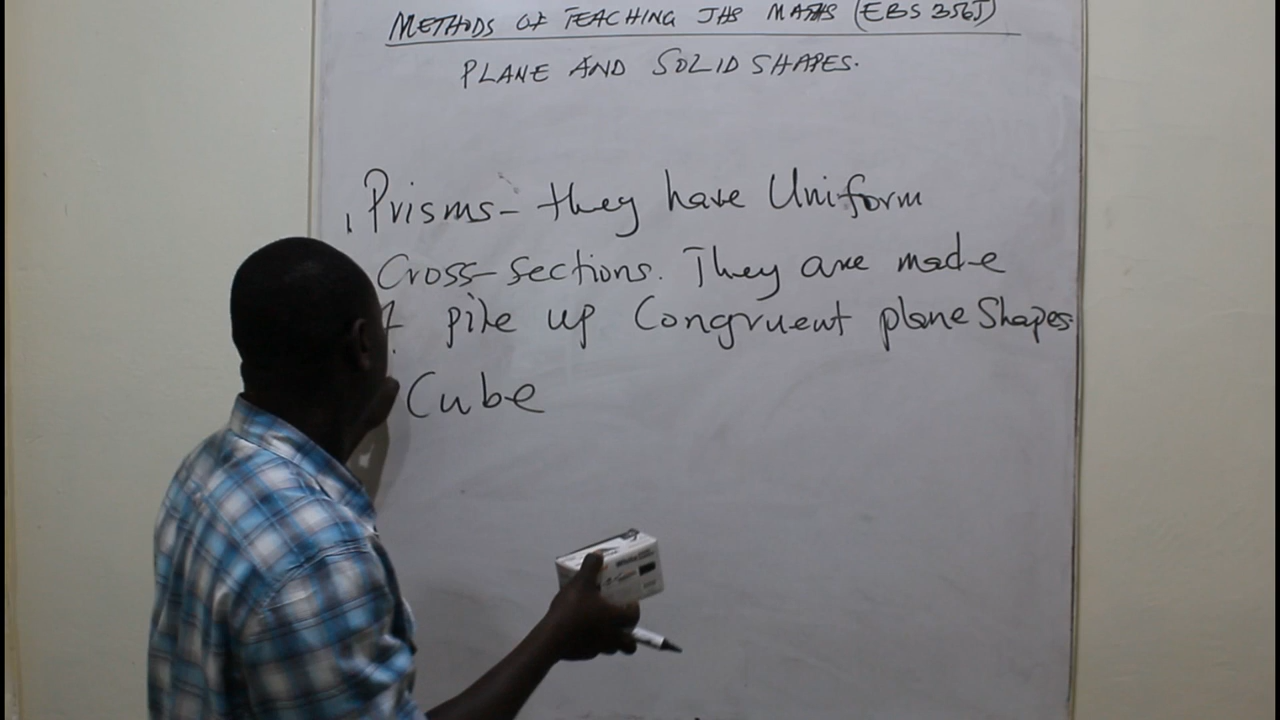 METHODS OF TEACHING JHS MATHS (EBS 356J)
PLANE AND SOLID SHAPES.
1 Prisms - they have Uniform
Cross-sections. They are made
pile up Congruent plane Shapes
Cube